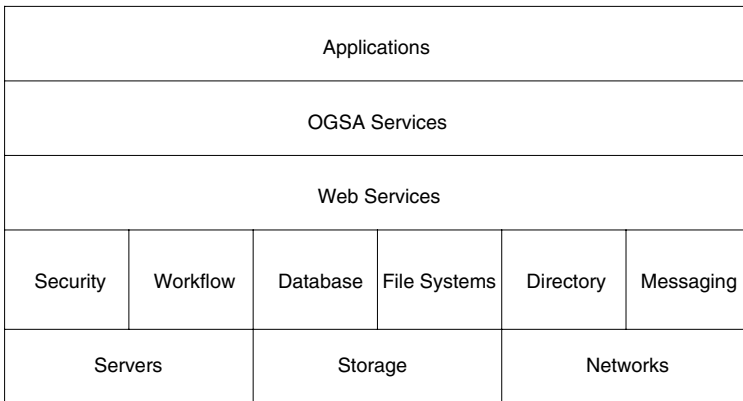 Applications
OGSA Services
Web Services
Security Workflow Database File Systems Directory Messaging
Servers Storage Networks